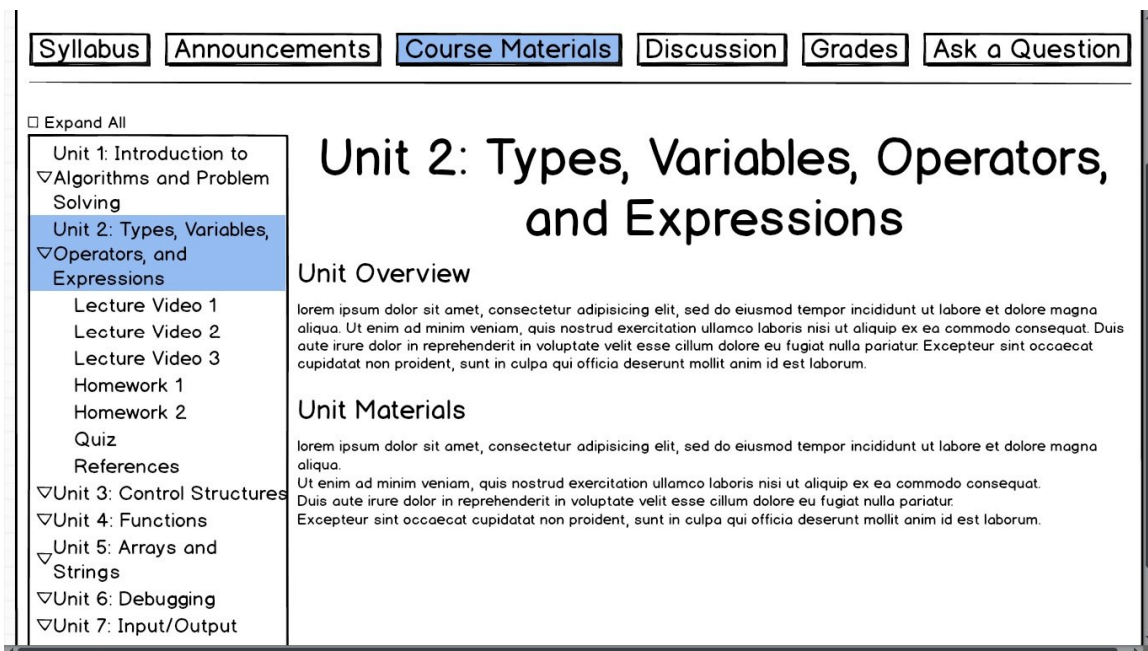 Syllabus Announcements Course Materials Discussion Grades Ask a Question
Expand All
Unit 1: Introduction to
Algorithms and Problem
Solving
Unit 2: Types, Variables,
Operators, and
Expressions
Lecture Video 1
Lecture Video 2
Lecture Video 3
Homework 1
Homework 2
Quiz
References
Unit 3: Control Structures
Unit 4: Functions
Unit 5: Arrays and
Strings
Unit 6: Debugging
Unit 7: Input/Output
Unit 2: Types, Variables, Operators,
and Expressions
Unit Overview
lorem ipsum dolor sit amet, consectetur adipisicing elit, sed do eiusmod tempor incididunt ut labore et dolore magna
aliqua. Ut enim ad minim veniam, quis nostrud exercitation ullamco laboris nisi ut aliquip ex ea commodo consequat. Duis
aute irure dolor in reprehenderit in voluptate velit esse cillum dolore eu fugiat nulla pariatur. Excepteur sint occaecat
cupidatat non proident, sunt in culpa qui officia deserunt mollit anim id est laborum.
Unit Materials
lorem ipsum dolor sit amet, consectetur adipisicing elit, sed do eiusmod tempor incididunt ut labore et dolore magna
aliqua.
Ut enim ad minim veniam, quis nostrud exercitation ullamco laboris nisi ut aliquip ex ea commodo consequat.
Duis aute irure dolor in reprehenderit in voluptate velit esse cillum dolore eu fugiat nulla pariatur.
Excepteur sint occaecat cupidatat non proident, sunt in culpa qui officia deserunt mollit anim id est laborum.